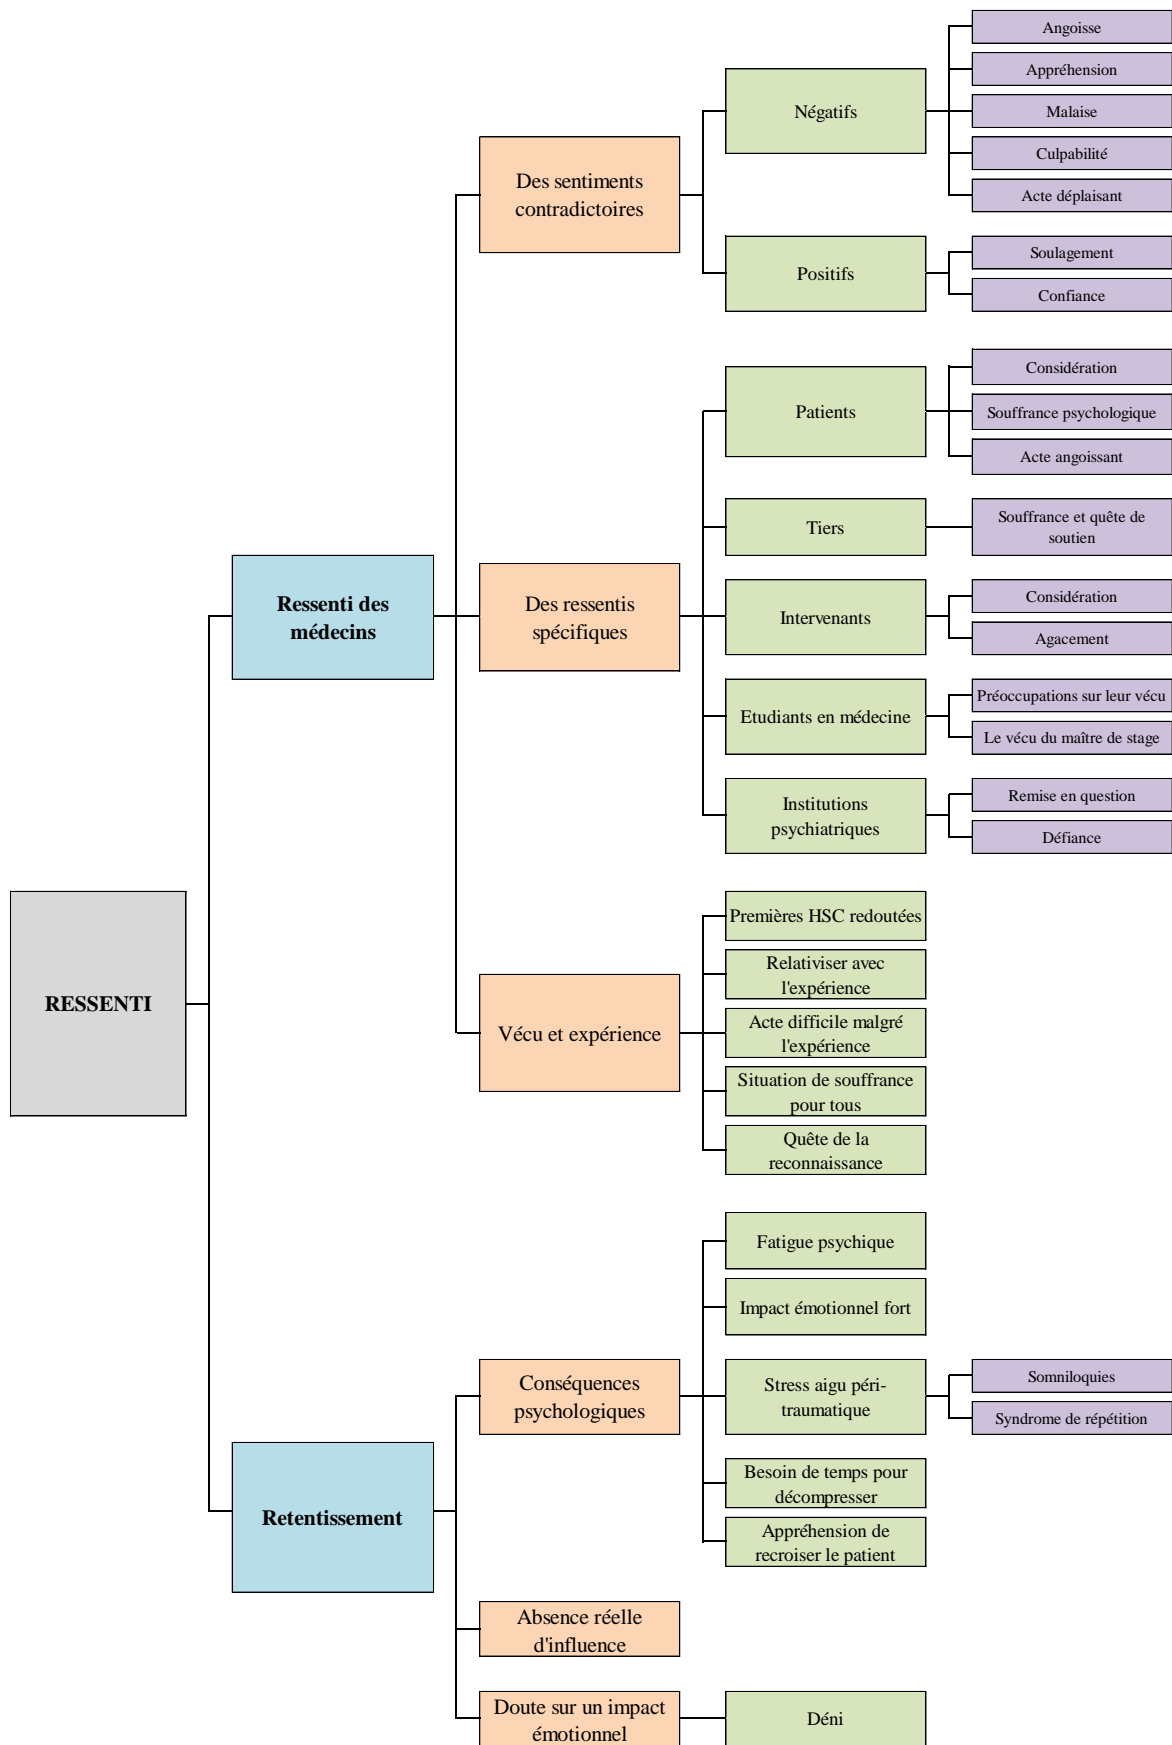 RESSENTI
Ressenti des
médecins
Des sentiments
contradictoires
Négatifs
Angoisse
Appréhension
Malaise
Culpabilité
Acte déplaisant
Positifs
Soulagement
Confiance
Des ressentis
spécifiques
Patients
Considération
Souffrance psychologique
Acte angoissant
Tiers
Souffrance et quête de
soutien
Intervenants
Considération
Agacement
Etudiants en médecine
Préoccupations sur leur vécu
Le vécu du maître de stage
Institutions
psychiatriques
Remise en question
Défiance
Vécu et expérience
Premières HSC redoutées
Relativiser avec
l'expérience
Acte difficile malgré
l'expérience
Situation de souffrance
pour tous
Quête de la
reconnaissance
Retentissement
Conséquences
psychologiques
Fatigue psychique
Impact émotionnel fort
Stress aigu péri-
traumatique
Somniloquies
Syndrome de répétition
Besoin de temps pour
décompresser
Appréhension de
recroiser le patient
Absence réelle
d'influence
Doute sur un impact
émotionnel
Déni